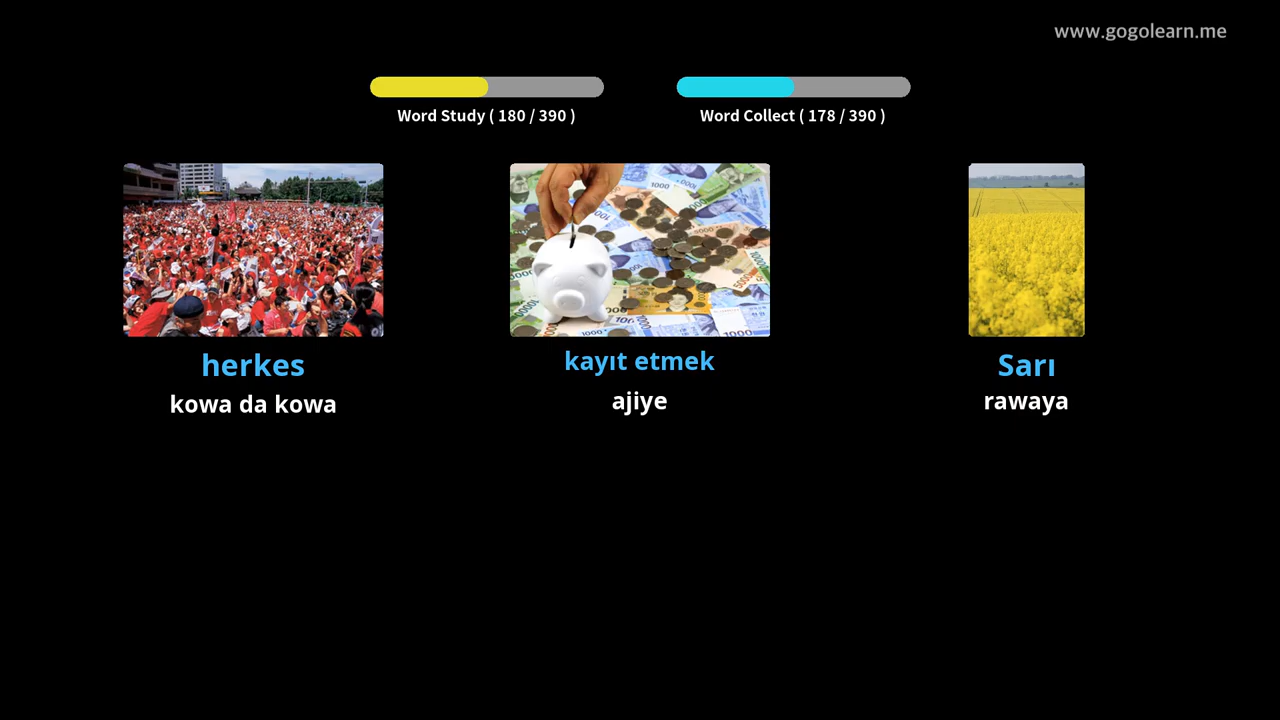 www.gogolearn.me
Word Study ( 180 / 390 )
Word Collect ( 178 / 390 )
herkes
kowa da kowa
kayıt etmek
ajiye
Sarı
rawaya